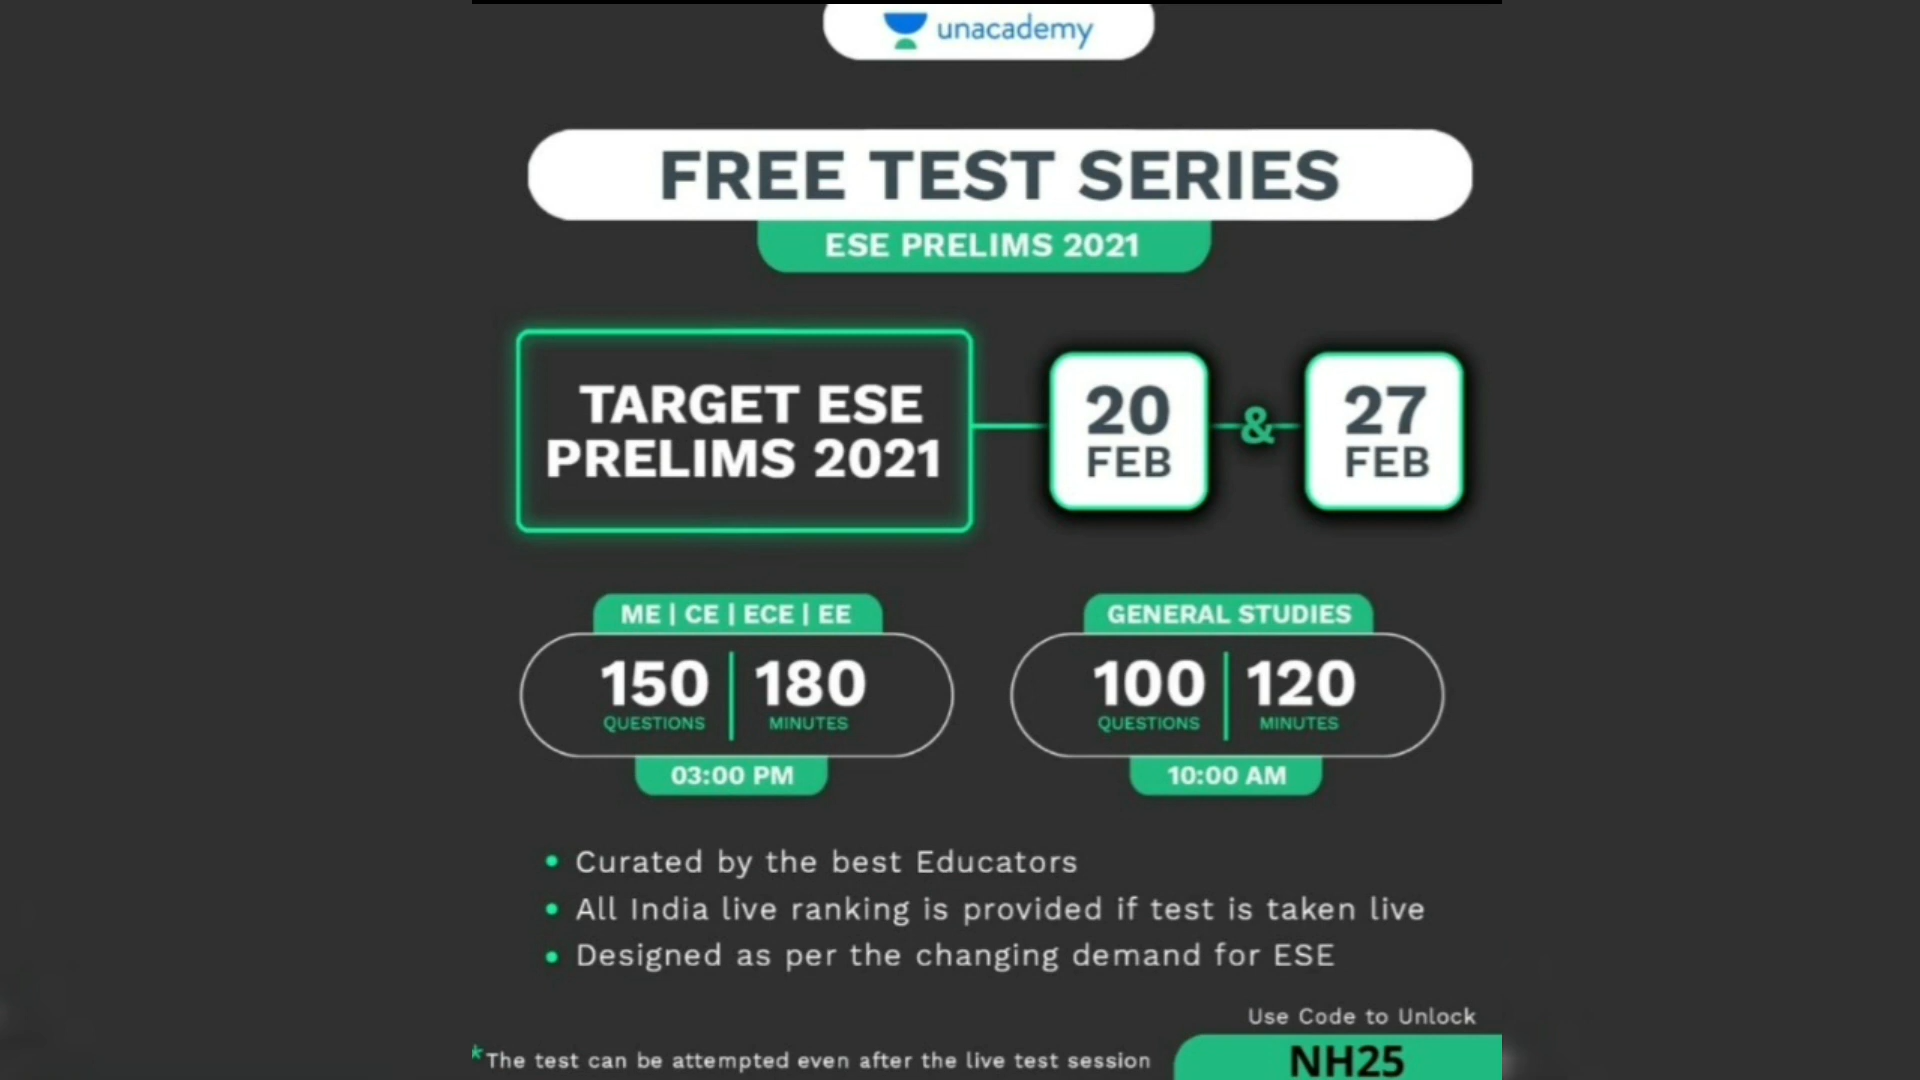 unacademy
FREE TEST SERIES
ESE PRELIMS 2021
TARGET ESE
PRELIMS 2021
20
FEB
&
27
FEB
ME | CE | ECE | EE
150
QUESTIONS
180
MINUTES
03:00 PM
GENERAL STUDIES
100
QUESTIONS
120
MINUTES
10:00 AM
• Curated by the best Educators
• All India live ranking is provided if test is taken live
• Designed as per the changing demand for ESE
Use Code to Unlock
NH25
*The test can be attempted even after the live test session